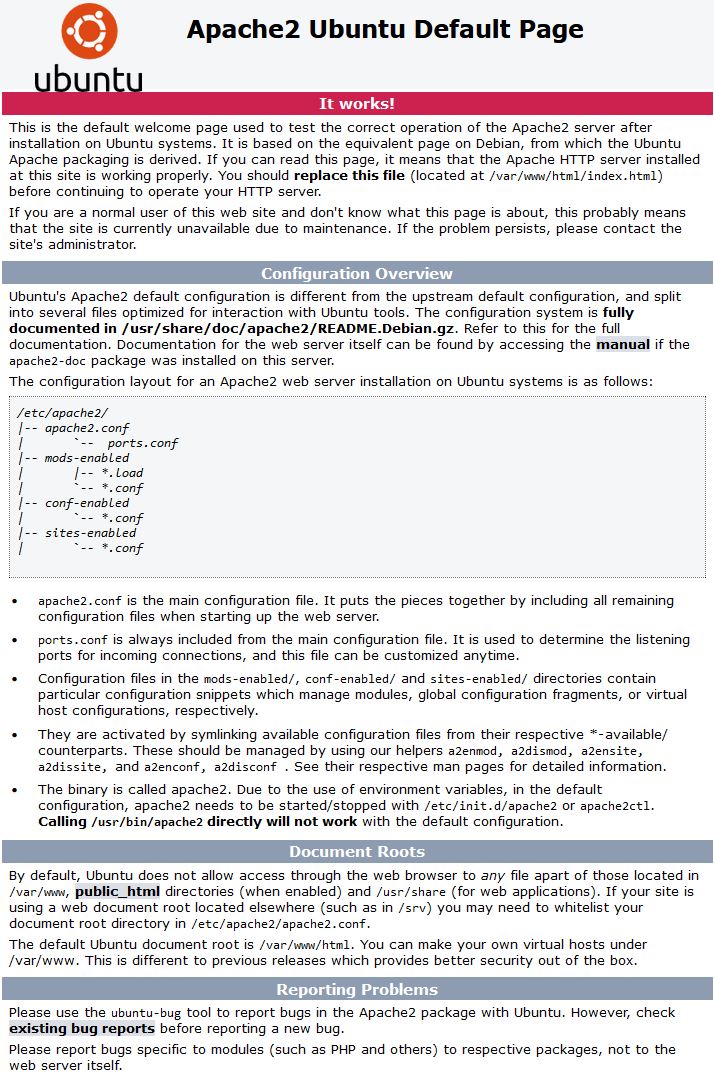 Apache2 Ubuntu Default Page
ubuntu
It works!
This is the default welcome page used to test the correct operation of the Apache2 server after
installation on Ubuntu systems. It is based on the equivalent page on Debian, from which the Ubuntu
Apache packaging is derived. If you can read this page, it means that the Apache HTTP server installed
at this site is working properly. You should replace this file (located at /var/www/html/index.html)
before continuing to operate your HTTP server.
If you are a normal user of this web site and don't know what this page is about, this probably means
that the site is currently unavailable due to maintenance. If the problem persists, please contact the
site's administrator.
Configuration Overview
Ubuntu's Apache2 default configuration is different from the upstream default configuration, and split
into several files optimized for interaction with Ubuntu tools. The configuration system is fully
documented in /usr/share/doc/apache2/README.Debian.gz. Refer to this for the full
documentation. Documentation for the web server itself can be found by accessing the manual if the
apache2-doc package was installed on this server.
The configuration layout for an Apache2 web server installation on Ubuntu systems is as follows:
/etc/apache2/
|-- apache2.conf
|       `--  ports.conf
|-- mods-enabled
|       |-- *.load
|       `-- *.conf
|-- conf-enabled
|       `-- *.conf
|-- sites-enabled
|       `-- *.conf
• apache2.conf is the main configuration file. It puts the pieces together by including all remaining
configuration files when starting up the web server.
• ports.conf is always included from the main configuration file. It is used to determine the listening
ports for incoming connections, and this file can be customized anytime.
• Configuration files in the mods-enabled/, conf-enabled/ and sites-enabled/ directories contain
particular configuration snippets which manage modules, global configuration fragments, or virtual
host configurations, respectively.
• They are activated by symlinking available configuration files from their respective *-available/
counterparts. These should be managed by using our helpers a2enmod, a2dismod, a2ensite,
a2dissite, and a2enconf, a2disconf . See their respective man pages for detailed information.
• The binary is called apache2. Due to the use of environment variables, in the default
configuration, apache2 needs to be started/stopped with /etc/init.d/apache2 or apache2ctl.
Calling /usr/bin/apache2 directly will not work with the default configuration.
Document Roots
By default, Ubuntu does not allow access through the web browser to any file apart of those located in
/var/www, public_html directories (when enabled) and /usr/share (for web applications). If your site is
using a web document root located elsewhere (such as in /srv) you may need to whitelist your
document root directory in /etc/apache2/apache2.conf.
The default Ubuntu document root is /var/www/html. You can make your own virtual hosts under
/var/www. This is different to previous releases which provides better security out of the box.
Reporting Problems
Please use the ubuntu-bug tool to report bugs in the Apache2 package with Ubuntu. However, check
existing bug reports before reporting a new bug.
Please report bugs specific to modules (such as PHP and others) to respective packages, not to the
web server itself.